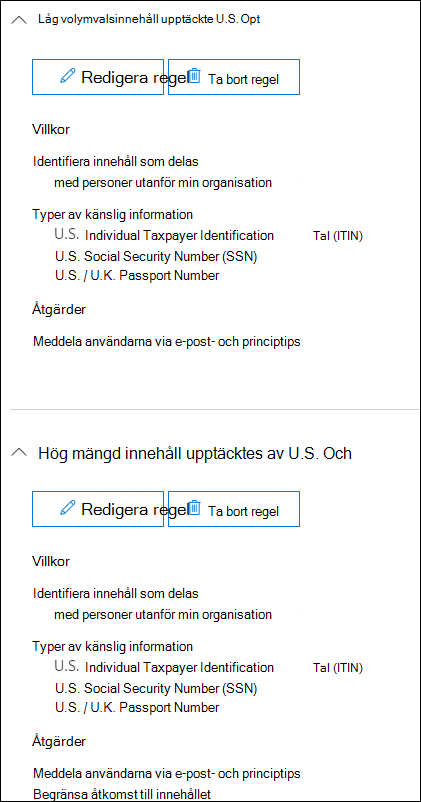 Låg volymvalsinnehåll upptäckte U.S. Opt
Redigera regel Ta bort regel
Villkor
Identifiera innehåll som delas
med personer utanför min organisation
Typer av känslig information
U.S. Individual Taxpayer Identification Tal (ITIN)
U.S. Social Security Number (SSN)
U.S. / U.K. Passport Number
Åtgärder
Meddela användarna via e-post- och principtips
Hög mängd innehåll upptäcktes av U.S. Och
Redigera regel Ta bort regel
Villkor
Identifiera innehåll som delas
med personer utanför min organisation
Typer av känslig information
U.S. Individual Taxpayer Identification Tal (ITIN)
U.S. Social Security Number (SSN)
U.S. / U.K. Passport Number
Åtgärder
Meddela användarna via e-post- och principtips
Begränsa åtkomst till innehållet